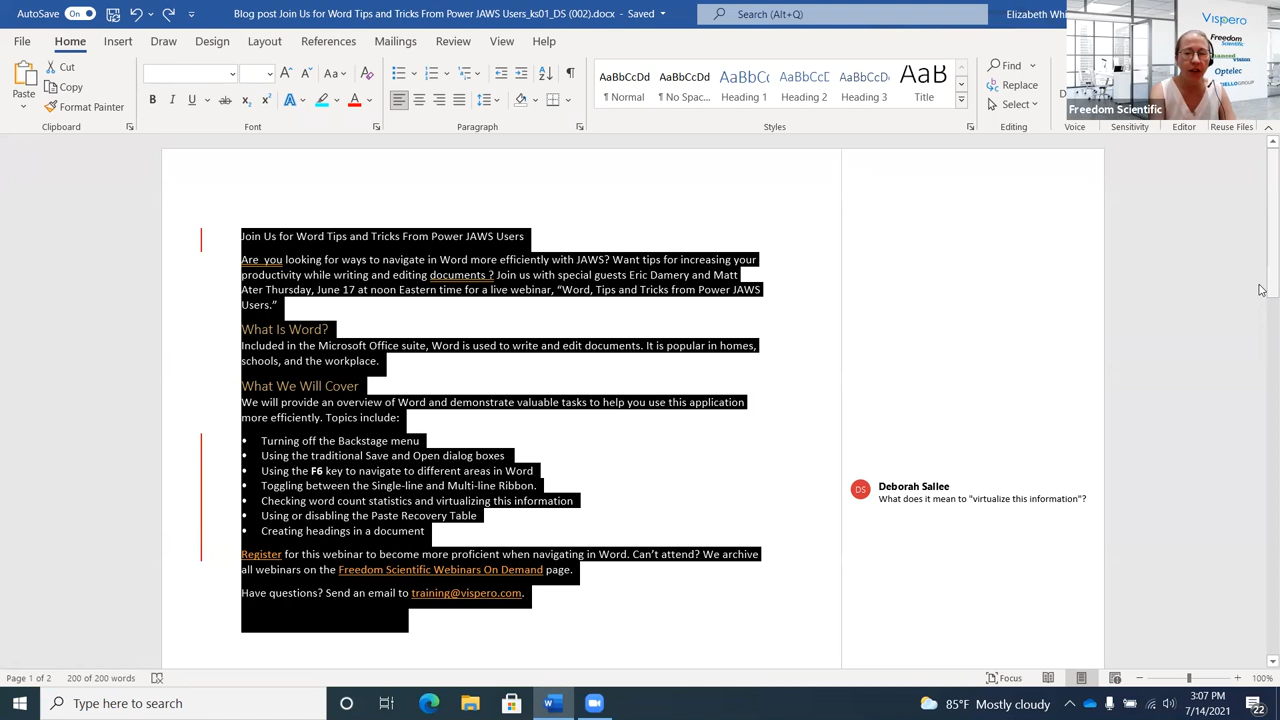 AutoSave On
Blog Post - Word Tips and Tricks From Power JAWS Users_ks01_DS (002).docx - Saved
Search (Alt+Q)
Elizabeth Wh
File Home Insert Draw Design Layout References Mailings Review View Help
Cut
Copy
Format Painter
Paste
Clipboard
Font
Paragraph
AaBbCcDd AaBbCcDd AaBbCc AaBbCcD AaBbCcD AaB
¶ Normal ¶ No Spac... Heading 1 Heading 2 Heading 3 Title
Styles
Find
Replace
Select
Editing
D
Voice Sensitivity Editor Reuse Files
Vispero
Freedom
Scientific
Optelec
Freedom Scientific
Join Us for Word Tips and Tricks From Power JAWS Users
Are you looking for ways to navigate in Word more efficiently with JAWS? Want tips for increasing your
productivity while writing and editing documents ? Join us with special guests Eric Damery and Matt
Ater Thursday, June 17 at noon Eastern time for a live webinar, “Word, Tips and Tricks from Power JAWS
Users.”
What Is Word?
Included in the Microsoft Office suite, Word is used to write and edit documents. It is popular in homes,
schools, and the workplace.
What We Will Cover
We will provide an overview of Word and demonstrate valuable tasks to help you use this application
more efficiently. Topics include:
• Turning off the Backstage menu
• Using the traditional Save and Open dialog boxes
• Using the F6 key to navigate to different areas in Word
• Toggling between the Single-line and Multi-line Ribbon.
• Checking word count statistics and virtualizing this information
• Using or disabling the Paste Recovery Table
• Creating headings in a document
Register for this webinar to become more proficient when navigating in Word. Can’t attend? We archive
all webinars on the Freedom Scientific Webinars On Demand page.
Have questions? Send an email to training@vispero.com.
DS Deborah Sallee
What does it mean to "virtualize this information"?
Page 1 of 2 200 of 200 words
Focus
100%
Type here to search
85°F Mostly cloudy
3:07 PM
7/14/2021
22